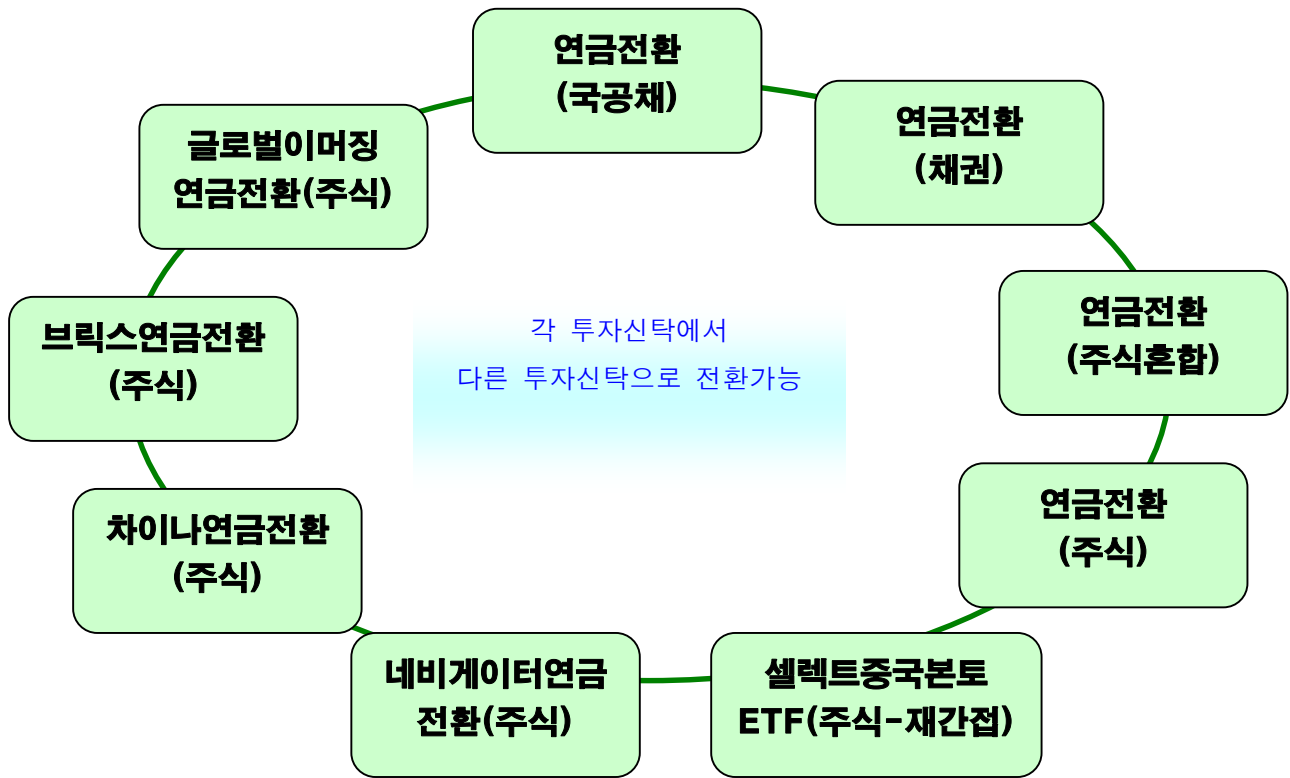 연금전환
(국공채)
연금전환
(채권)
연금전환
(주식혼합)
연금전환
(주식)
셀렉트중국본토
ETF(주식-재간접)
네비게이터연금
전환(주식)
차이나연금전환
(주식)
브릭스연금전환
(주식)
글로벌이머징
연금전환(주식)
각 투자신탁에서
다른 투자신탁으로 전환가능